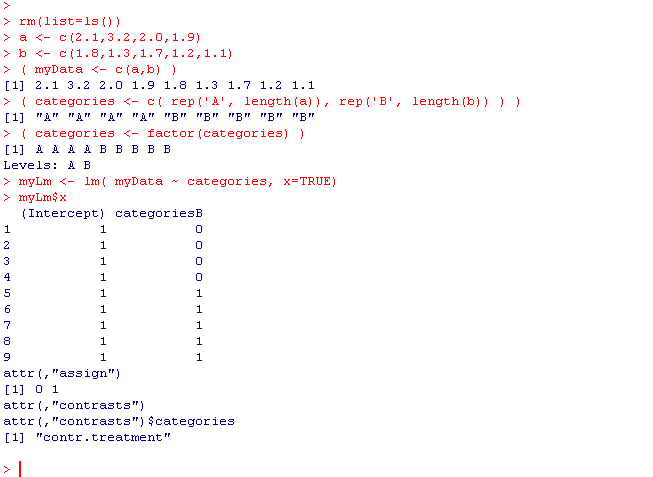 >
> rm(list=ls())
> a <- c(2.1,3.2,2.0,1.9)
> b <- c(1.8,1.3,1.7,1.2,1.1)
> ( myData <- c(a,b) )
[1] 2.1 3.2 2.0 1.9 1.8 1.3 1.7 1.2 1.1
> ( categories <- c( rep('A', length(a)), rep('B', length(b)) ) )
[1] "A" "A" "A" "A" "B" "B" "B" "B" "B"
> ( categories <- factor(categories) )
[1] A A A A B B B B B
Levels: A B
> myLm <- lm( myData ~ categories, x=TRUE)
> myLm$x
  (Intercept) categoriesB
1           1           0
2           1           0
3           1           0
4           1           0
5           1           1
6           1           1
7           1           1
8           1           1
9           1           1
attr(,"assign")
[1] 0 1
attr(,"contrasts")
attr(,"contrasts")$categories
[1] "contr.treatment"
>